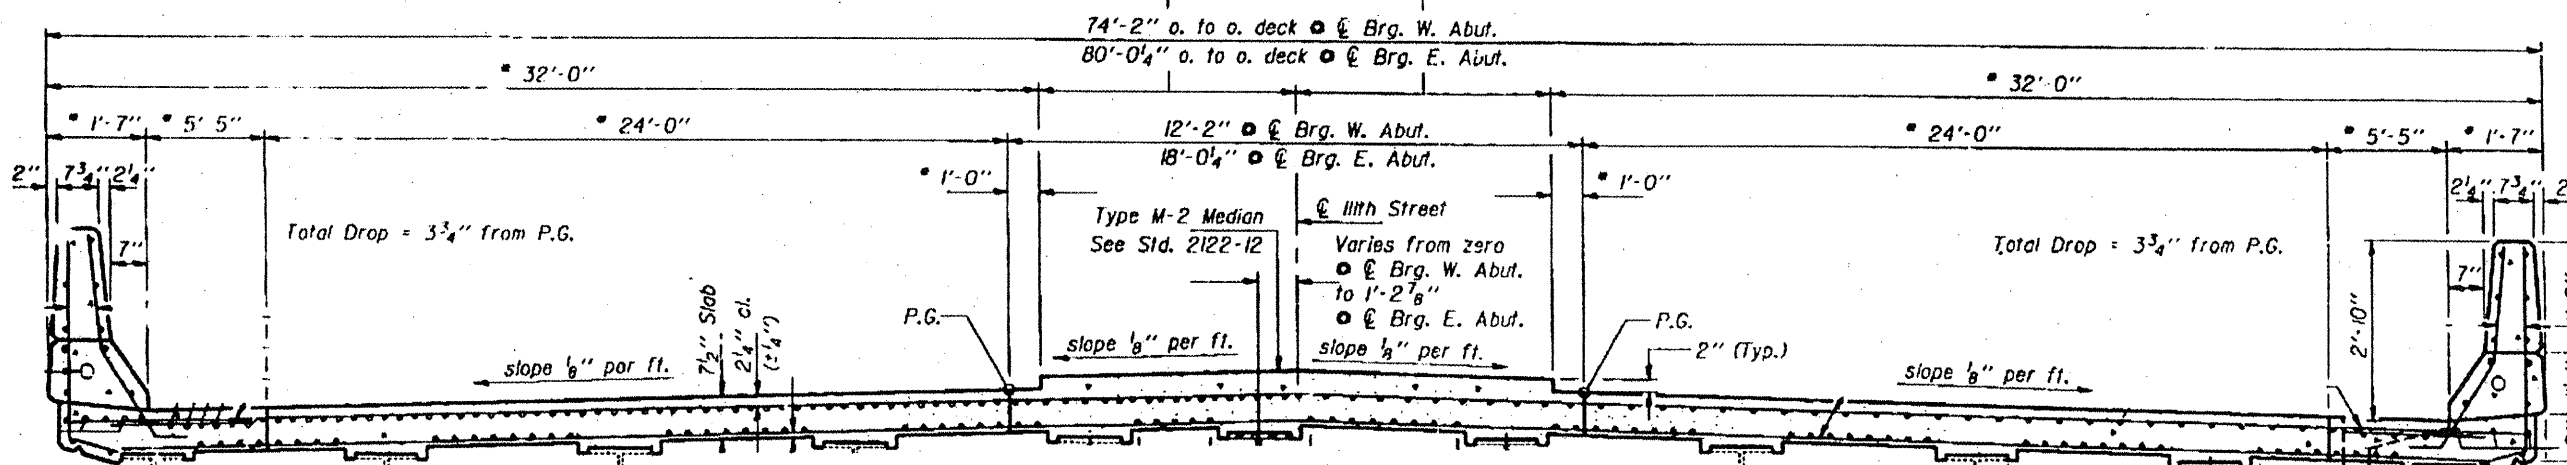 74'-2" o. to o. deck @ ℄ Brg. W. Abut.
80'-0¼" o. to o. deck @ ℄ Brg. E. Abut.
* 32'-0"
* 32'-0"
* 1'-7"
* 5' 5"
* 24'-0"
12'-2" @ ℄ Brg. W. Abut.
18'-0¼" @ ℄ Brg. E. Abut.
* 24'-0"
* 5'-5"
* 1'-7"
2"
7¾"
2¼"
* 1'-0"
* 1'-0"
2¼"
7¾"
2
7"
Total Drop = 3¾" from P.G.
Type M-2 Median
See Std. 2122-12
℄ 111th Street
Varies from zero
@ ℄ Brg. W. Abut.
to 1'-2⅞"
@ ℄ Brg. E. Abut.
Total Drop = 3¾" from P.G.
7"
2'-10"
P.G.
P.G.
slope ⅛" per ft.
7½" Slab
2¼" cl.
(±¼")
slope ⅛" per ft.
slope ⅛" per ft.
2" (Typ.)
slope ⅛" per ft.